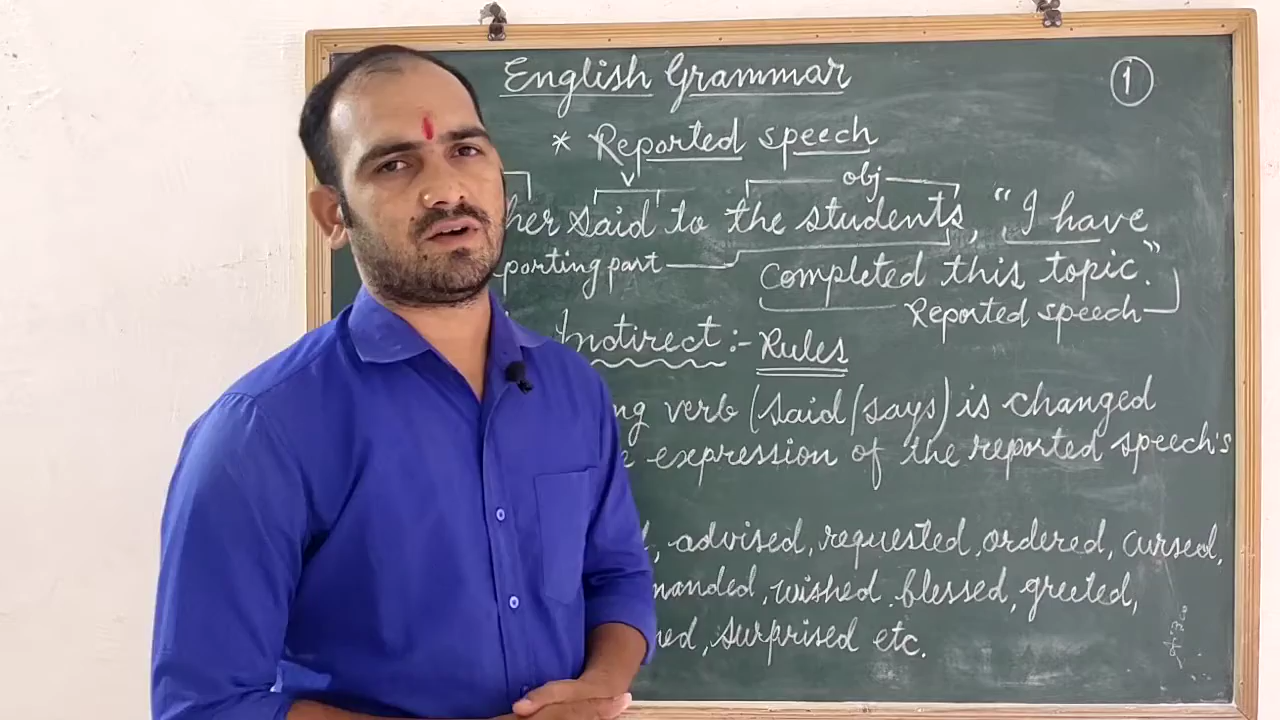 English Grammar
1
* Reported speech
v
obj
her said to the students, "I have
porting part
completed this topic."
Reported speech
Indirect :- Rules
ng verb (said/says) is changed
expression of the reported speech's
advised, requested, ordered, cursed,
manded, wished, blessed, greeted,
ned, surprised etc.